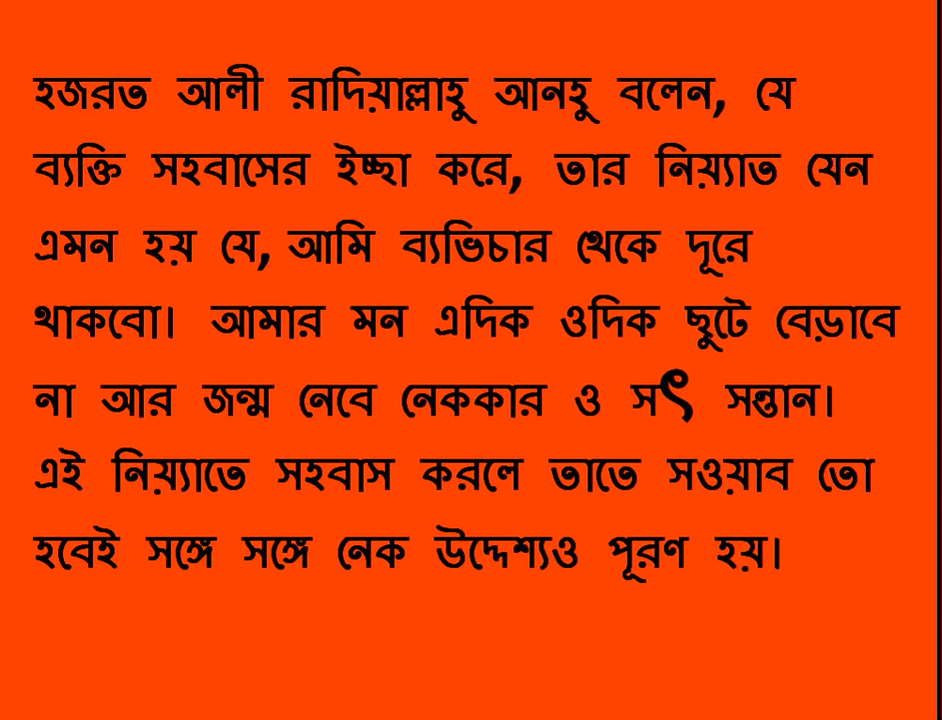 হজরত আলী রাদিয়াল্লাহু আনহু বলেন, যে
ব্যক্তি সহবাসের ইচ্ছা করে, তার নিয়্যাত যেন
এমন হয় যে, আমি ব্যভিচার থেকে দূরে
থাকবো। আমার মন এদিক ওদিক ছুটে বেড়াবে
না আর জন্ম নেবে নেককার ও সৎ সন্তান।
এই নিয়্যাতে সহবাস করলে তাতে সওয়াব তো
হবেই সঙ্গে সঙ্গে নেক উদ্দেশ্যও পূরণ হয়।